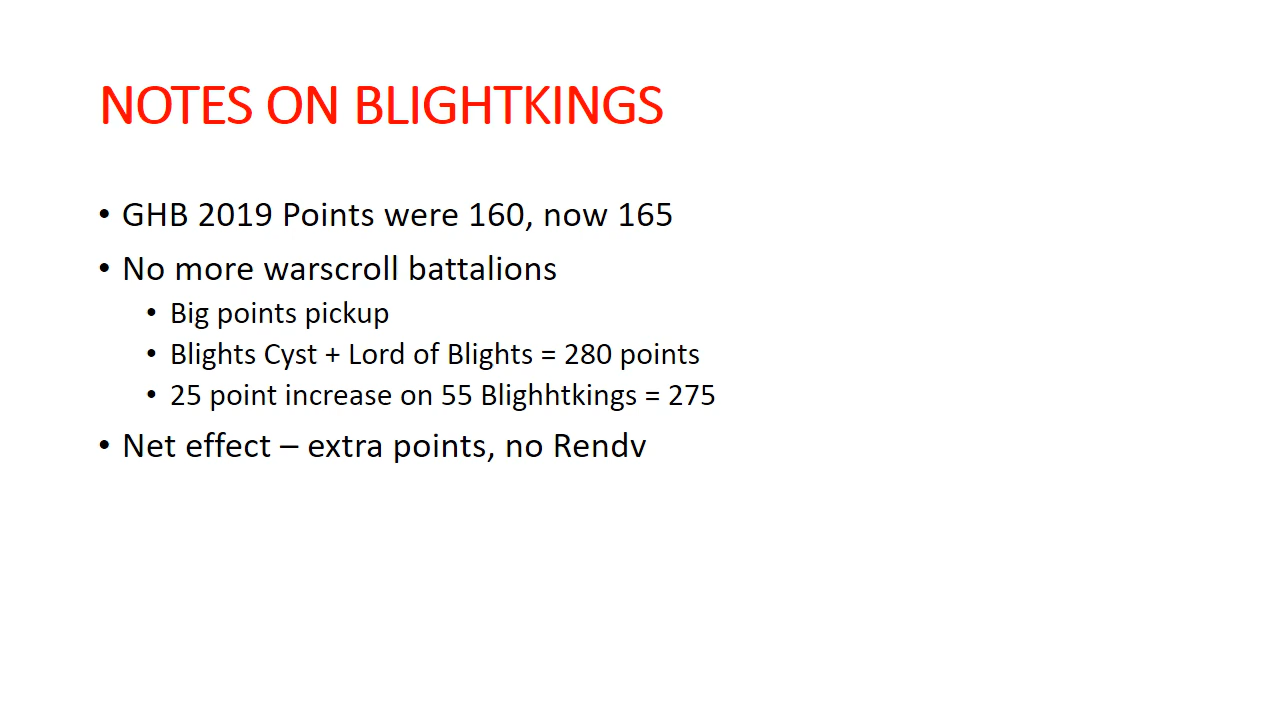 NOTES ON BLIGHTKINGS
• GHB 2019 Points were 160, now 165
• No more warscroll battalions
• Big points pickup
• Blights Cyst + Lord of Blights = 280 points
• 25 point increase on 55 Blighhtkings = 275
• Net effect – extra points, no Rendv